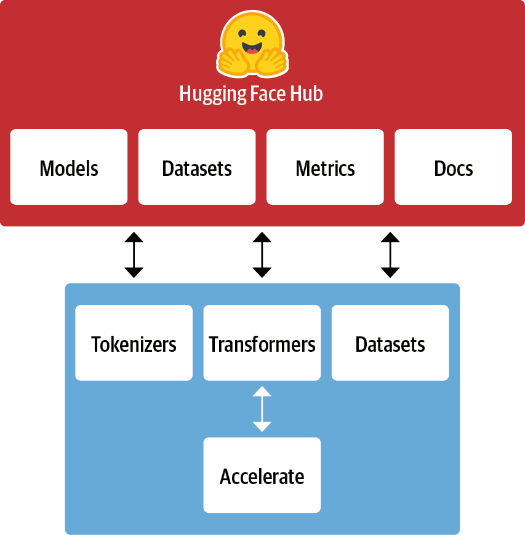 Hugging Face Hub
Models
Datasets
Metrics
Docs
Tokenizers
Transformers
Datasets
Accelerate